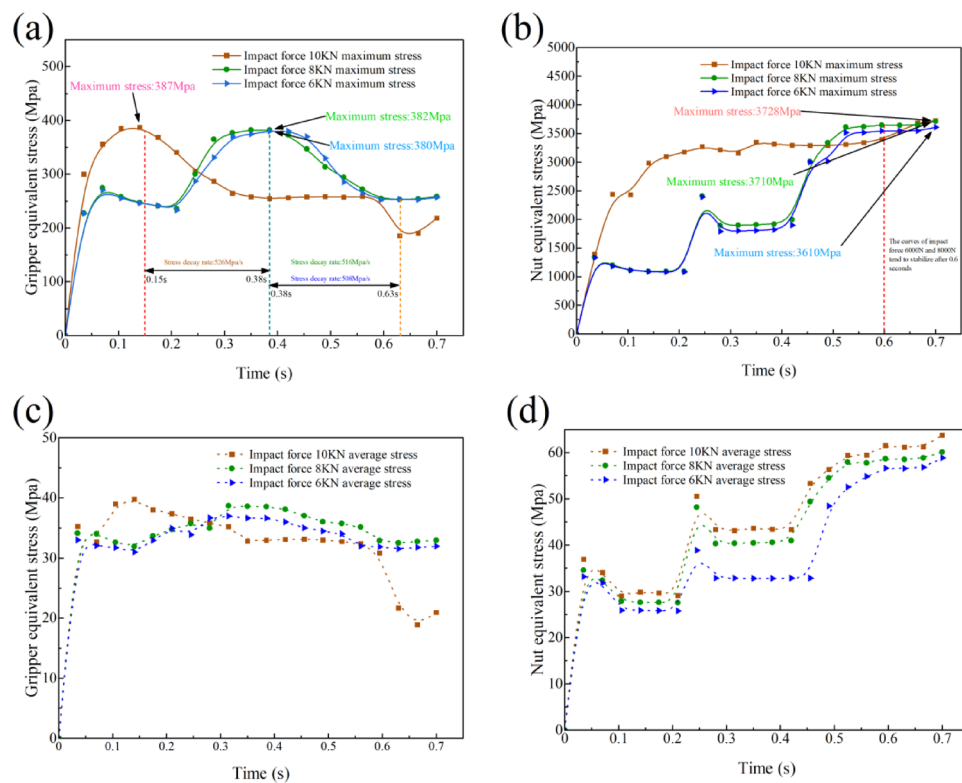 (a)
Gripper equivalent stress (Mpa)
500
400
300
200
100
0
Impact force 10KN maximum stress
Impact force 8KN maximum stress
Impact force 6KN maximum stress
Maximum stress:387Mpa
Maximum stress:382Mpa
Maximum stress:380Mpa
Stress decay rate:526Mpa/s
Stress decay rate:516Mpa/s
Stress decay rate:508Mpa/s
0.15s
0.38s
0.38s
0.63s
0 0.1 0.2 0.3 0.4 0.5 0.6 0.7
Time (s)
(b)
Nut equivalent stress (Mpa)
5000
4500
4000
3500
3000
2500
2000
1500
1000
500
0
Impact force 10KN maximum stress
Impact force 8KN maximum stress
Impact force 6KN maximum stress
Maximum stress:3728Mpa
Maximum stress:3710Mpa
Maximum stress:3610Mpa
The curves of impact
force 6000N and 8000N
tend to stabilize after 0.6
seconds
0 0.1 0.2 0.3 0.4 0.5 0.6 0.7
Time (s)
(c)
Gripper equivalent stress (Mpa)
50
40
30
20
10
0
Impact force 10KN average stress
Impact force 8KN average stress
Impact force 6KN average stress
0 0.1 0.2 0.3 0.4 0.5 0.6 0.7
Time (s)
(d)
Nut equivalent stress (Mpa)
60
50
40
30
20
10
0
Impact force 10KN average stress
Impact force 8KN average stress
Impact force 6KN average stress
0 0.1 0.2 0.3 0.4 0.5 0.6 0.7
Time (s)